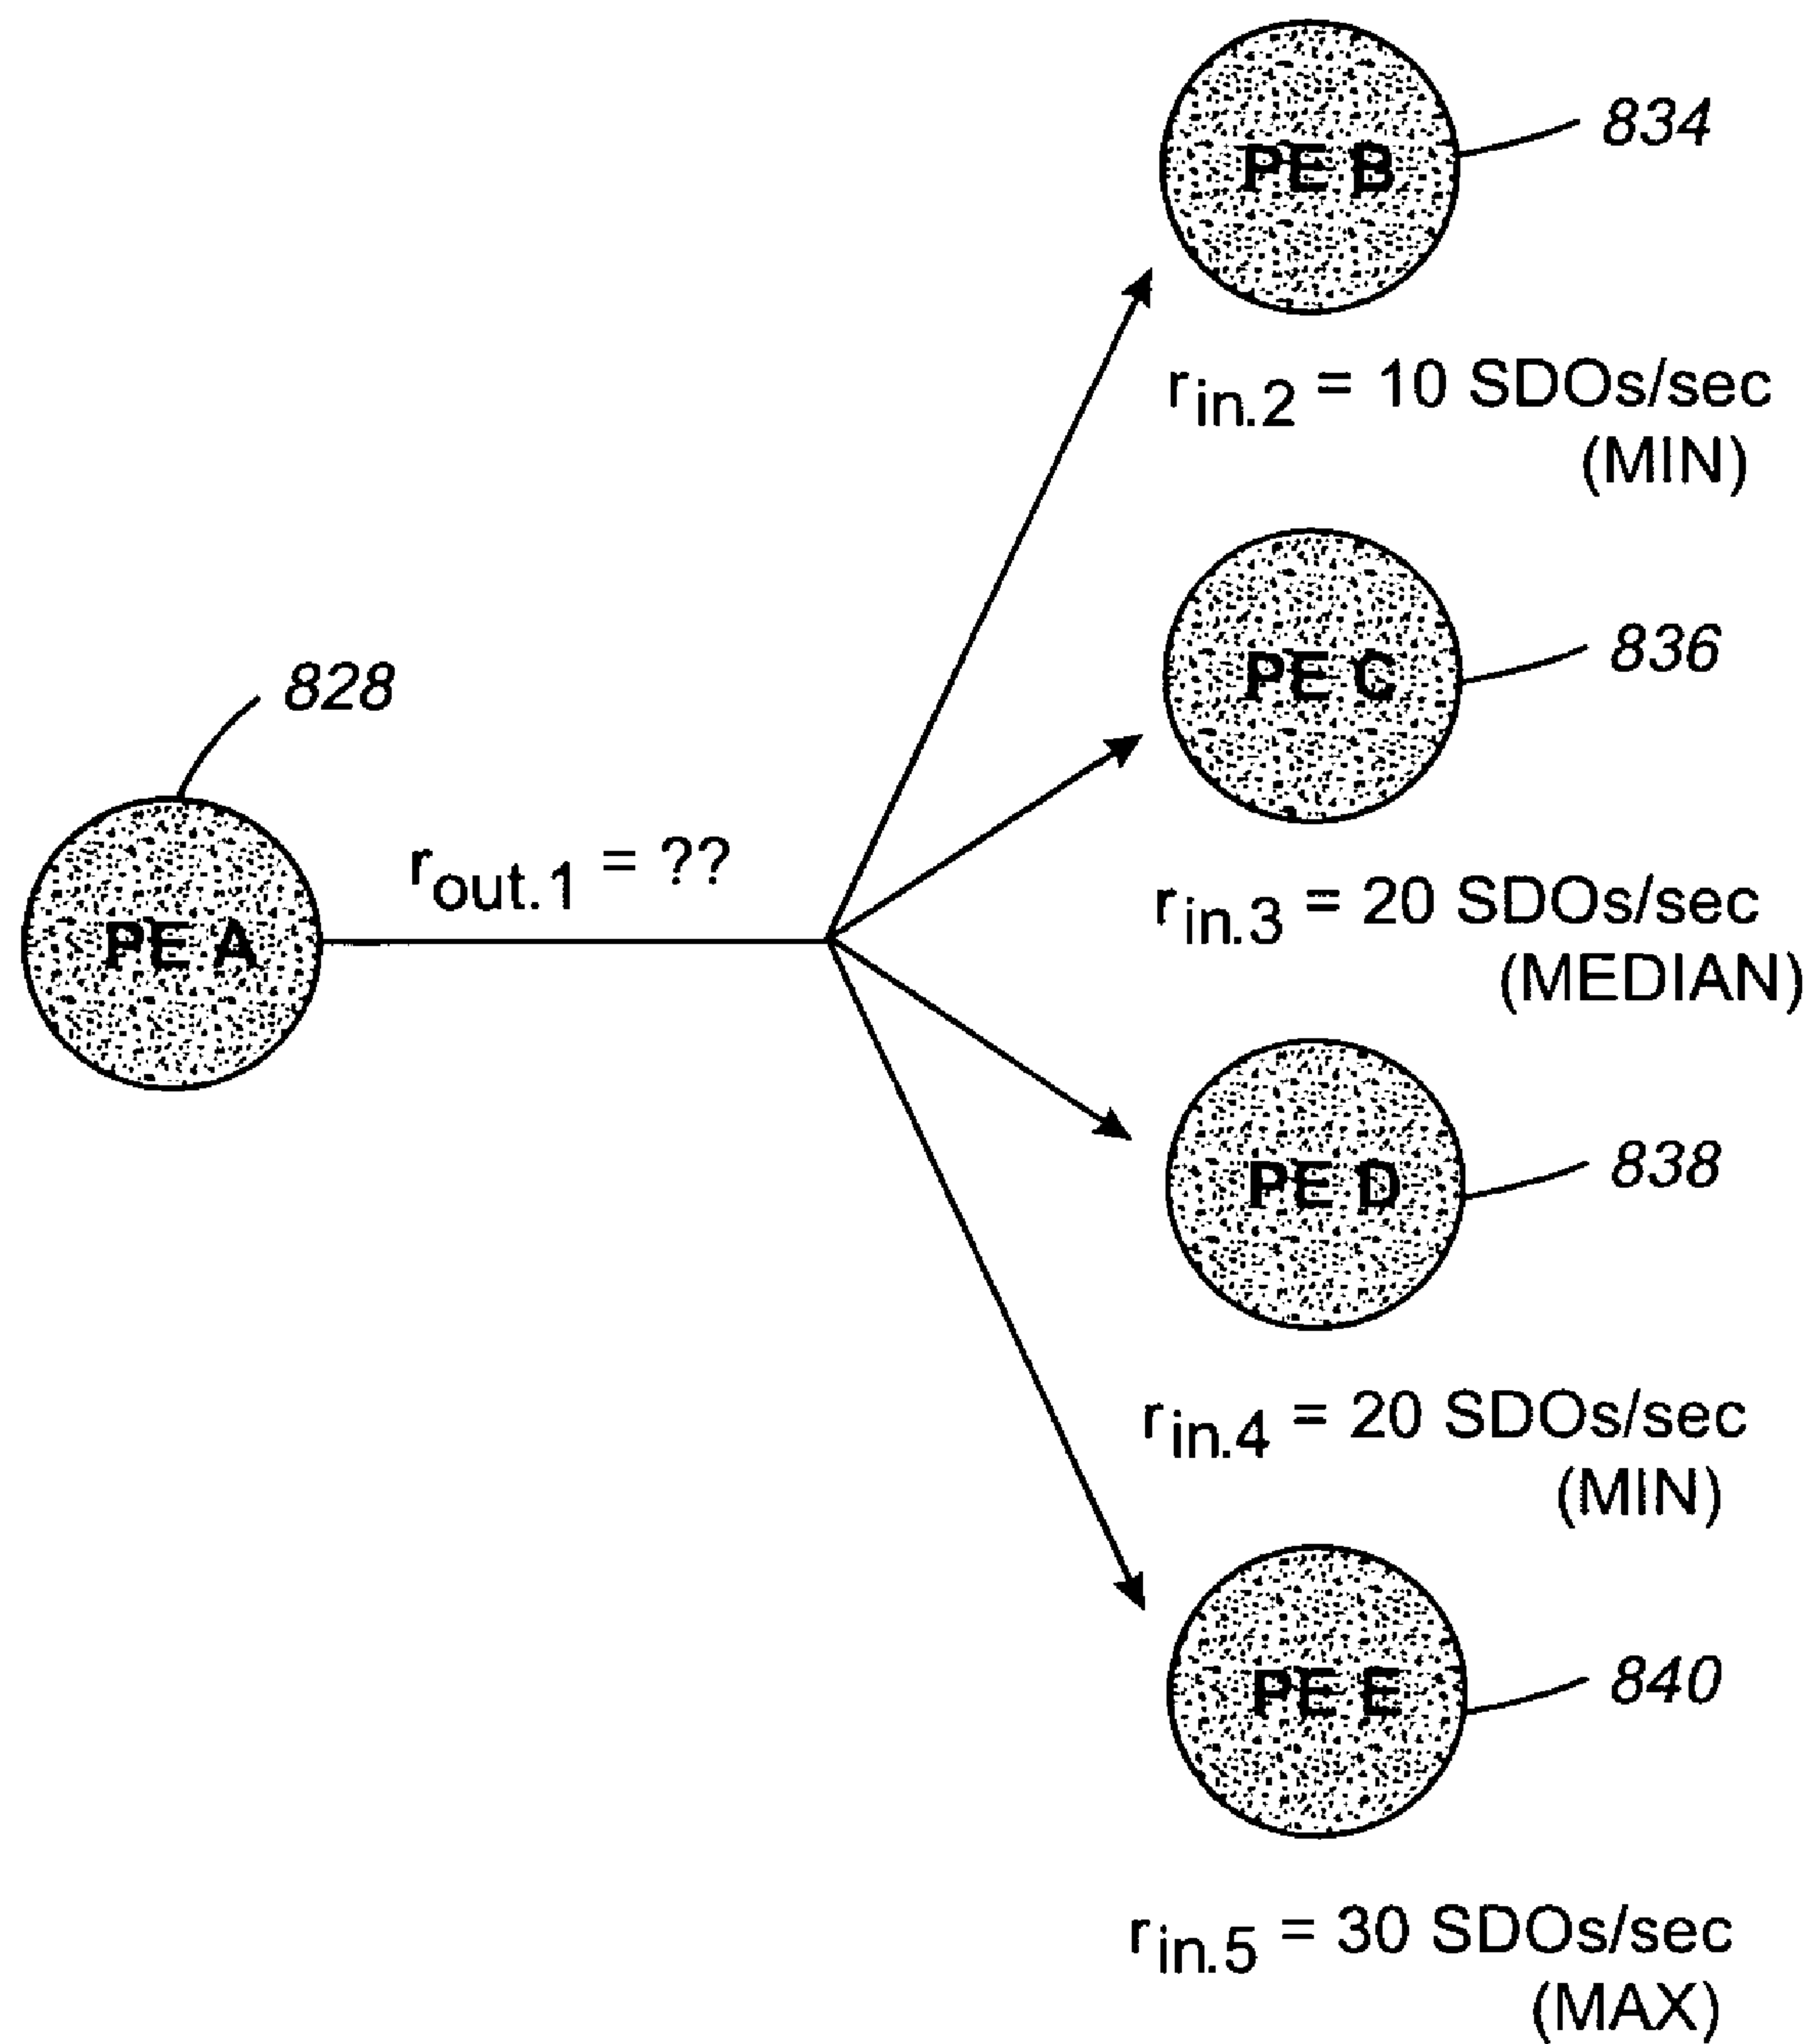 PE B
834
r in.2 = 10 SDOs/sec
(MIN)
PE C
836
828
r out.1 = ??
PE A
r in.3 = 20 SDOs/sec
(MEDIAN)
PE D
838
r in.4 = 20 SDOs/sec
(MIN)
PE E
840
r in.5 = 30 SDOs/sec
(MAX)